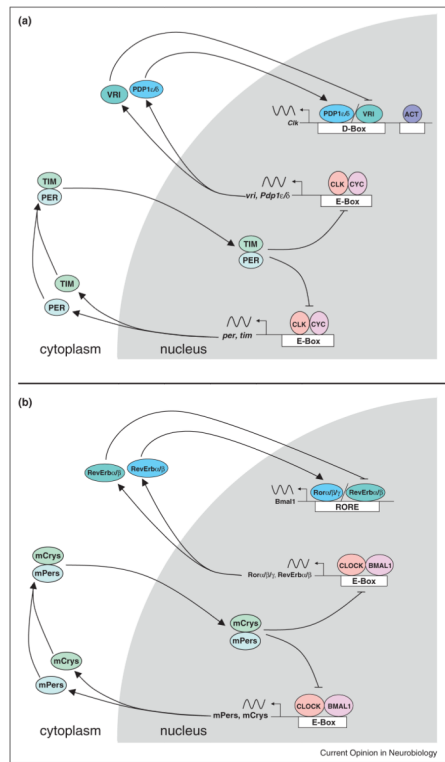 (a)
VRI
PDP1ε/δ
PDP1ε/δ
VRI
ACT
Clk
D-Box
TIM
PER
vri, Pdp1ε/δ
CLK
CYC
E-Box
TIM
PER
TIM
PER
per, tim
CLK
CYC
E-Box
cytoplasm
nucleus
(b)
RevErbα/β
RevErbα/β
Rorα/β/γ
RevErbα/β
Bmal1
RORE
mCrys
mPers
Rorα/β/γ, RevErbα/β
CLOCK
BMAL1
E-Box
mCrys
mPers
mCrys
mPers
mPers, mCrys
CLOCK
BMAL1
E-Box
cytoplasm
nucleus
Current Opinion in Neurobiology